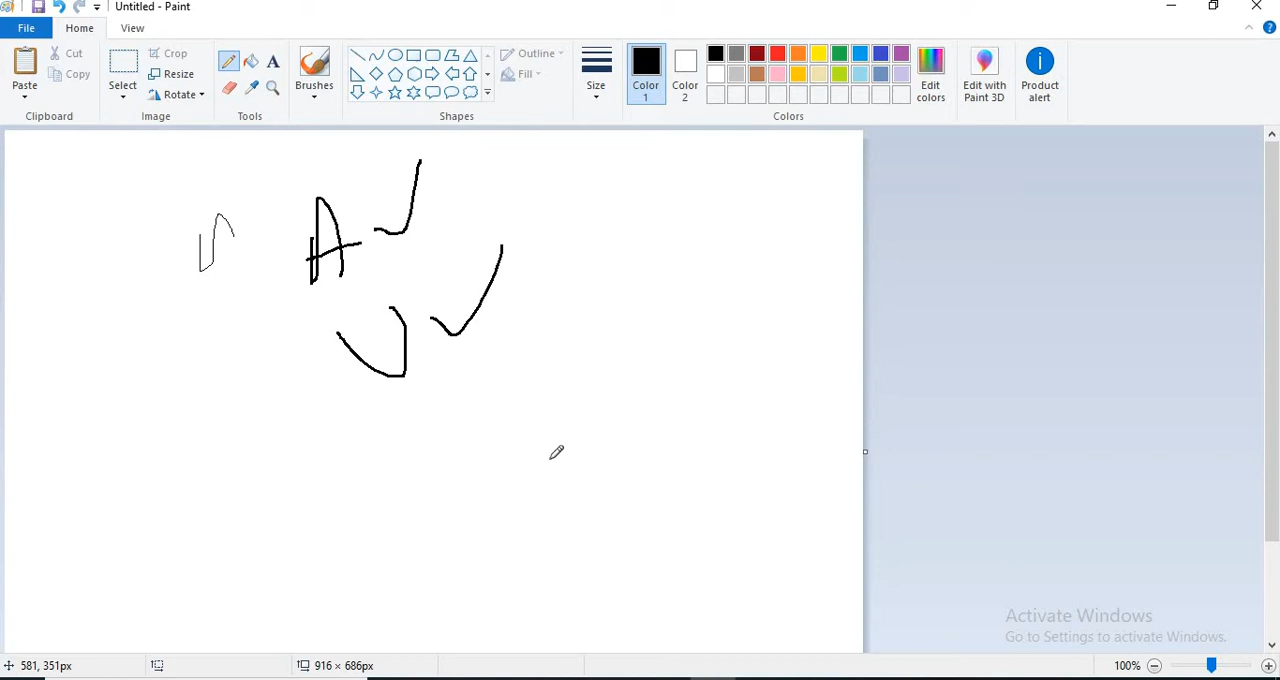 Untitled - Paint
File Home View
Paste Cut Copy Select Crop Resize Rotate Brushes Outline Fill Size Color 1 Color 2 Edit colors Edit with Paint 3D Product alert
Clipboard Image Tools Shapes Colors
A
Activate Windows
Go to Settings to activate Windows.
581, 351px 916 × 686px 100%